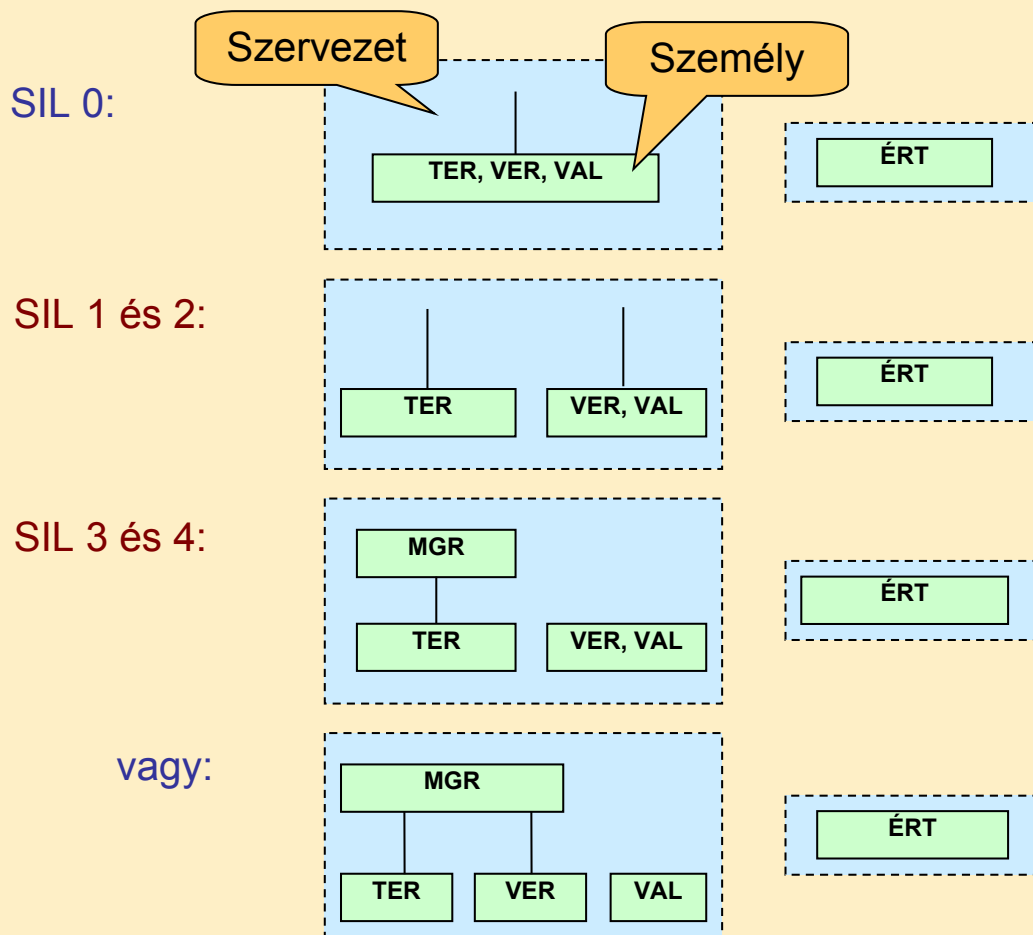 Szervezet
Személy
SIL 0:
TER, VER, VAL
ÉRT
SIL 1 és 2:
TER
VER, VAL
ÉRT
SIL 3 és 4:
MGR
TER
VER, VAL
ÉRT
vagy:
MGR
TER
VER
VAL
ÉRT